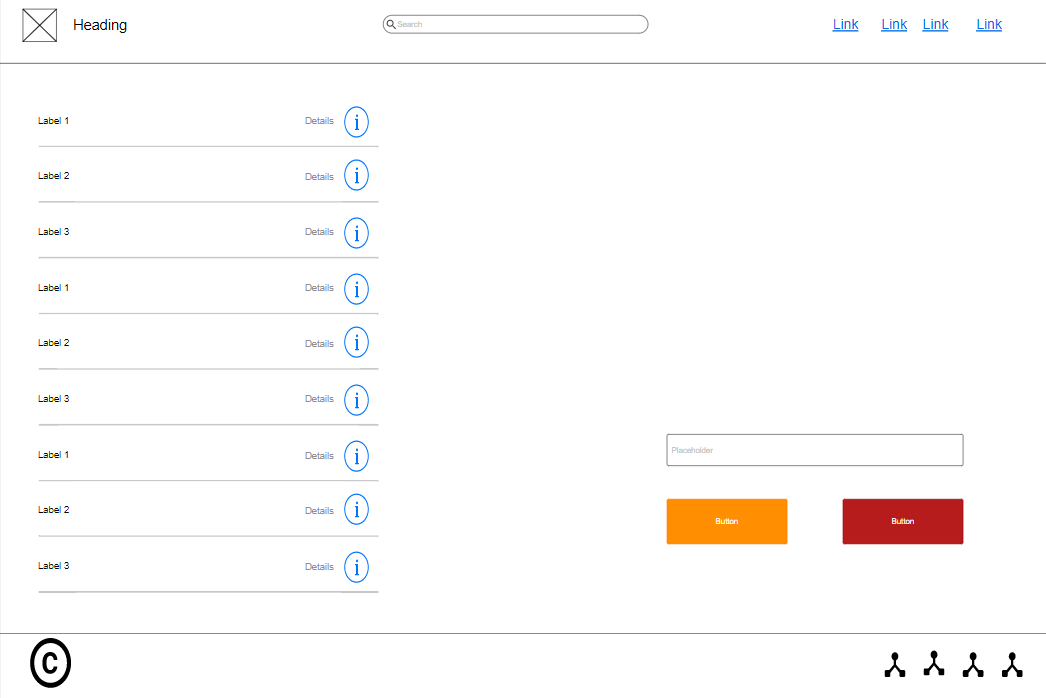 Heading
Search
Link Link Link Link
Label 1 Details i
Label 2 Details i
Label 3 Details i
Label 1 Details i
Label 2 Details i
Label 3 Details i
Label 1 Details i
Label 2 Details i
Label 3 Details i
Placeholder
Button Button
©